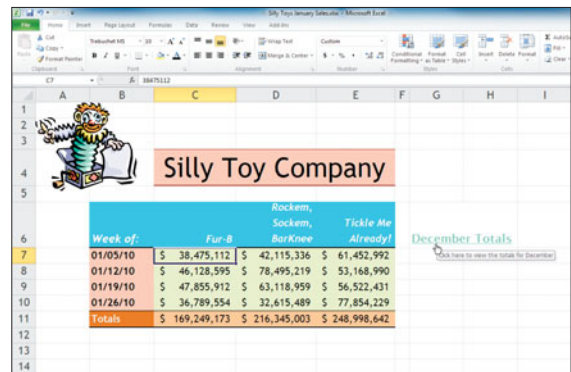 Silly Toys January Sales.xlsx - Microsoft Excel
File Home Insert Page Layout Formulas Data Review View Add-Ins
Cut
Copy
Format Painter
Clipboard
Trebuchet MS
Font
Wrap Text
Merge & Center
Alignment
Custom
Number
Conditional Formatting
Format as Table
Cell Styles
Styles
Insert Delete Format
Cells
Fill
Clear
C7 38475112
A B C D E F G H I
1
2
3
4 Silly Toy Company
5
Rockem,
Sockem, Tickle Me
6 Week of: Fur-B BarKnee Already! December Totals
Click here to view the totals for December
7 01/05/10 $ 38,475,112 $ 42,115,336 $ 61,452,992
8 01/12/10 $ 46,128,595 $ 78,495,219 $ 53,168,990
9 01/19/10 $ 47,855,912 $ 63,118,959 $ 56,522,431
10 01/26/10 $ 36,789,554 $ 32,615,489 $ 77,854,229
11 Totals $ 169,249,173 $ 216,345,003 $ 248,998,642
12
13
14